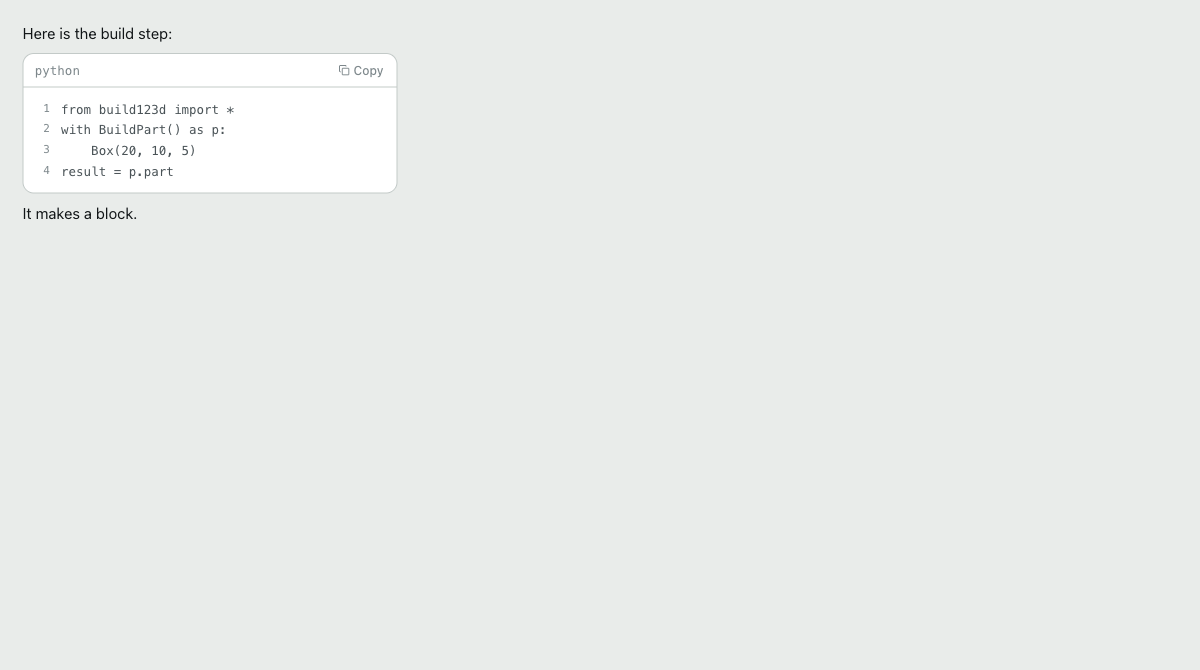 Here is the build step:
python Copy
1 from build123d import *
2 with BuildPart() as p:
3     Box(20, 10, 5)
4 result = p.part
It makes a block.